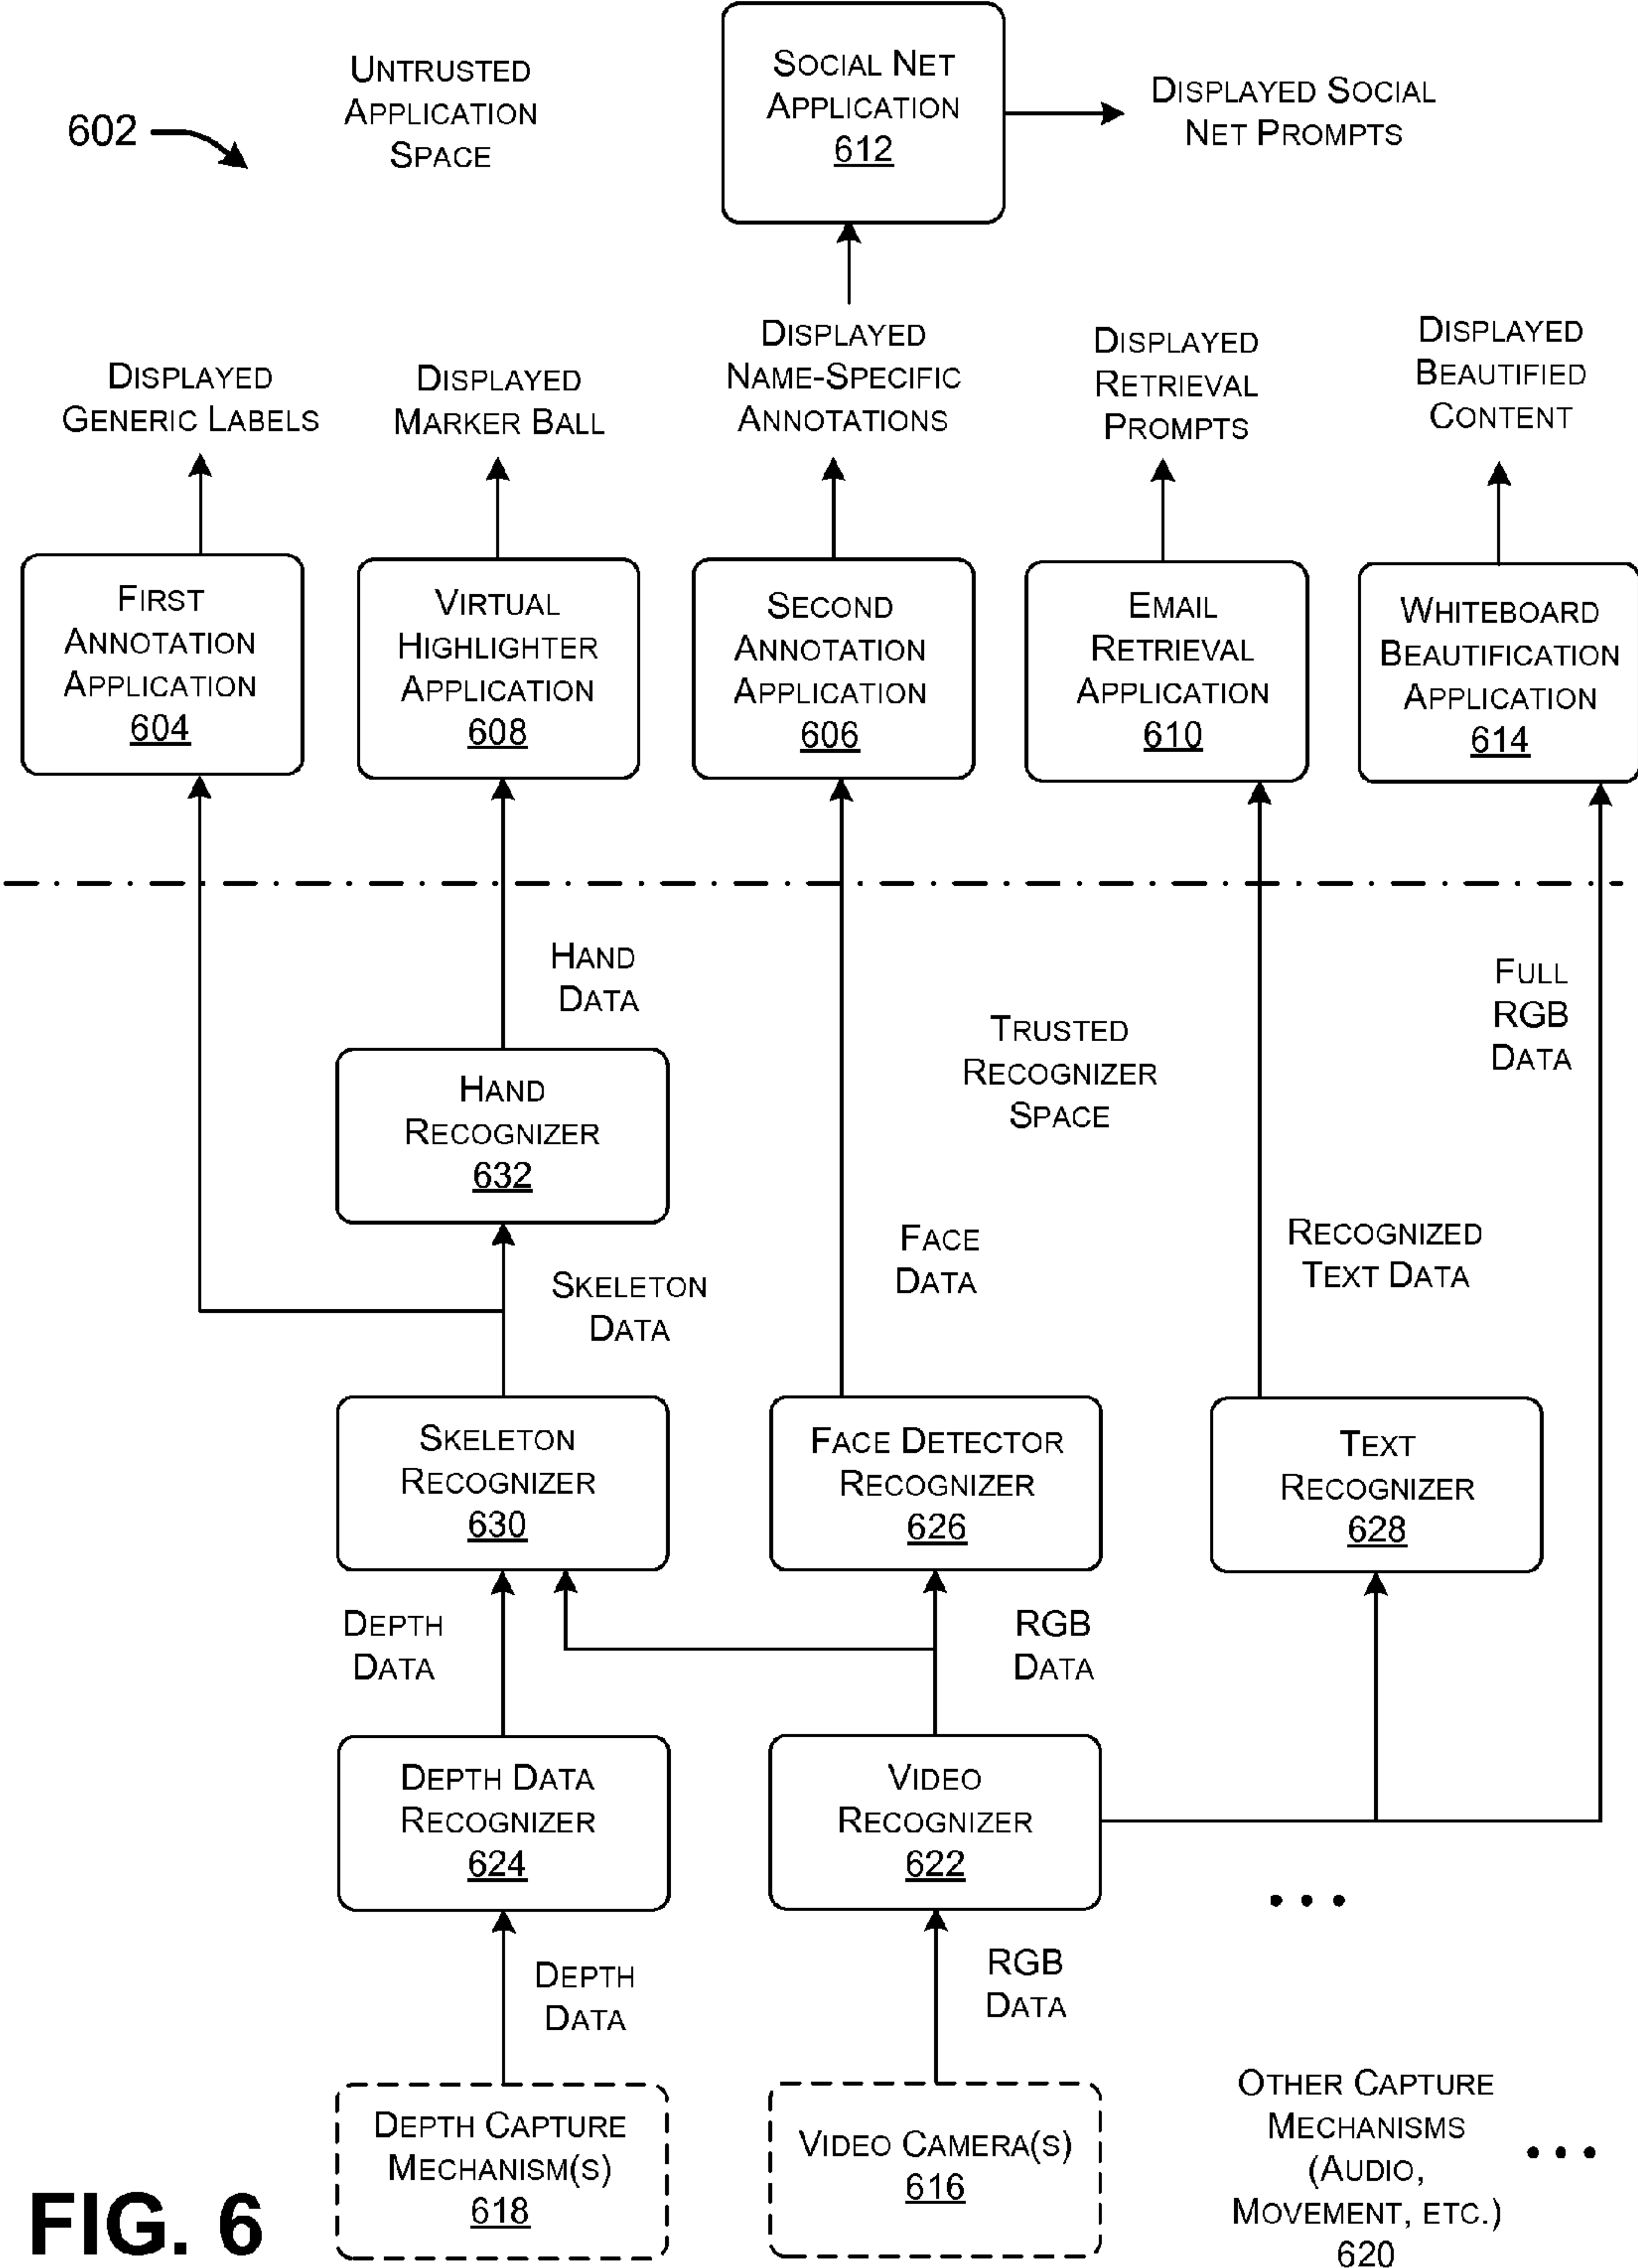 602
UNTRUSTED
APPLICATION
SPACE
SOCIAL NET
APPLICATION
612
DISPLAYED SOCIAL
NET PROMPTS
DISPLAYED
GENERIC LABELS
DISPLAYED
MARKER BALL
DISPLAYED
NAME-SPECIFIC
ANNOTATIONS
DISPLAYED
RETRIEVAL
PROMPTS
DISPLAYED
BEAUTIFIED
CONTENT
FIRST
ANNOTATION
APPLICATION
604
VIRTUAL
HIGHLIGHTER
APPLICATION
608
SECOND
ANNOTATION
APPLICATION
606
EMAIL
RETRIEVAL
APPLICATION
610
WHITEBOARD
BEAUTIFICATION
APPLICATION
614
HAND
DATA
TRUSTED
RECOGNIZER
SPACE
FULL
RGB
DATA
HAND
RECOGNIZER
632
SKELETON
DATA
FACE
DATA
RECOGNIZED
TEXT DATA
SKELETON
RECOGNIZER
630
FACE DETECTOR
RECOGNIZER
626
TEXT
RECOGNIZER
628
DEPTH
DATA
RGB
DATA
DEPTH DATA
RECOGNIZER
624
VIDEO
RECOGNIZER
622
• • •
DEPTH
DATA
RGB
DATA
DEPTH CAPTURE
MECHANISM(S)
618
VIDEO CAMERA(S)
616
OTHER CAPTURE
MECHANISMS
(AUDIO,
MOVEMENT, ETC.)
620
• • •
FIG. 6